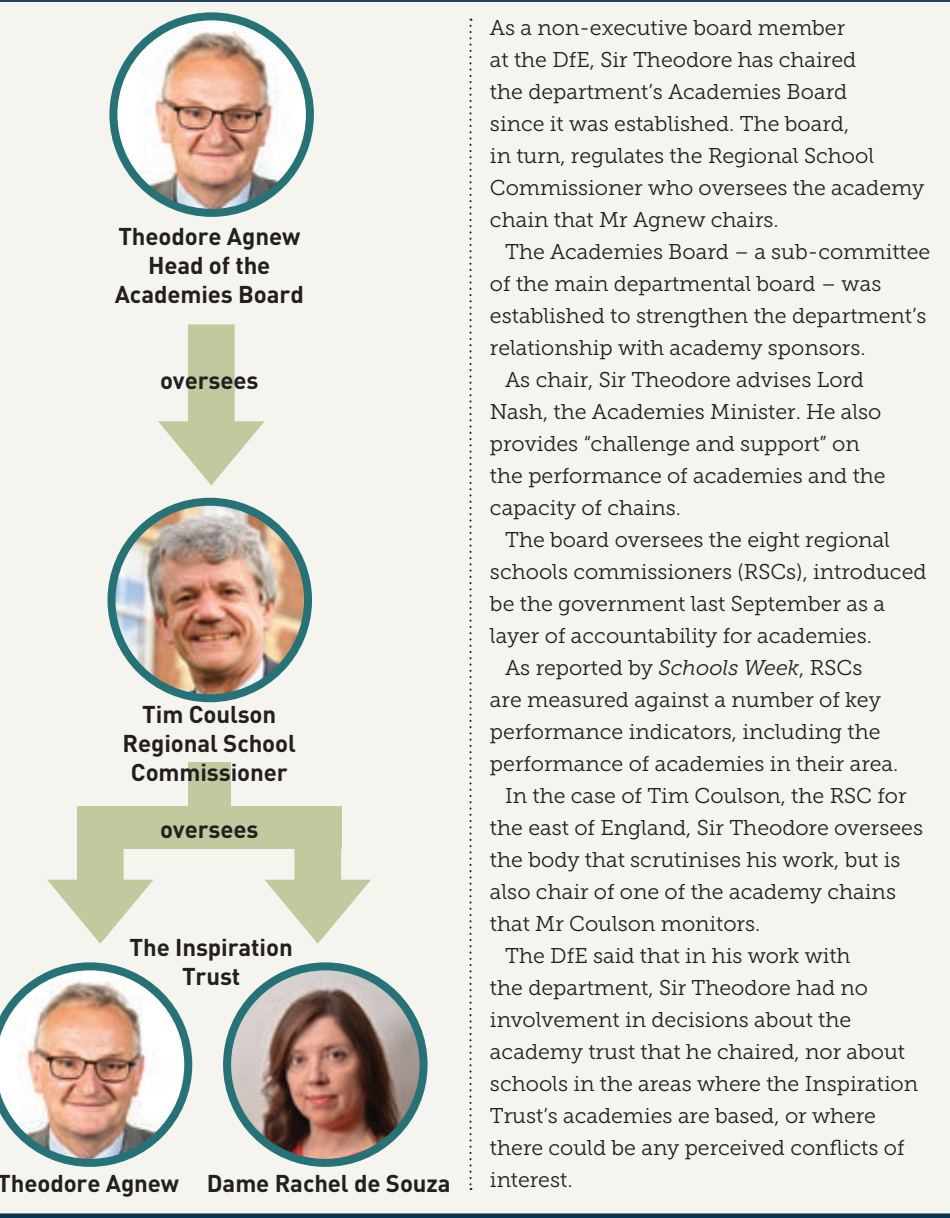 Theodore Agnew
Head of the
Academies Board
oversees
Tim Coulson
Regional School
Commissioner
oversees
The Inspiration
Trust
Theodore Agnew
Dame Rachel de Souza
As a non-executive board member
at the DfE, Sir Theodore has chaired
the department's Academies Board
since it was established. The board,
in turn, regulates the Regional School
Commissioner who oversees the academy
chain that Mr Agnew chairs.
The Academies Board – a sub-committee
of the main departmental board – was
established to strengthen the department's
relationship with academy sponsors.
As chair, Sir Theodore advises Lord
Nash, the Academies Minister. He also
provides "challenge and support" on
the performance of academies and the
capacity of chains.
The board oversees the eight regional
schools commissioners (RSCs), introduced
be the government last September as a
layer of accountability for academies.
As reported by Schools Week, RSCs
are measured against a number of key
performance indicators, including the
performance of academies in their area.
In the case of Tim Coulson, the RSC for
the east of England, Sir Theodore oversees
the body that scrutinises his work, but is
also chair of one of the academy chains
that Mr Coulson monitors.
The DfE said that in his work with
the department, Sir Theodore had no
involvement in decisions about the
academy trust that he chaired, nor about
schools in the areas where the Inspiration
Trust's academies are based, or where
there could be any perceived conflicts of
interest.